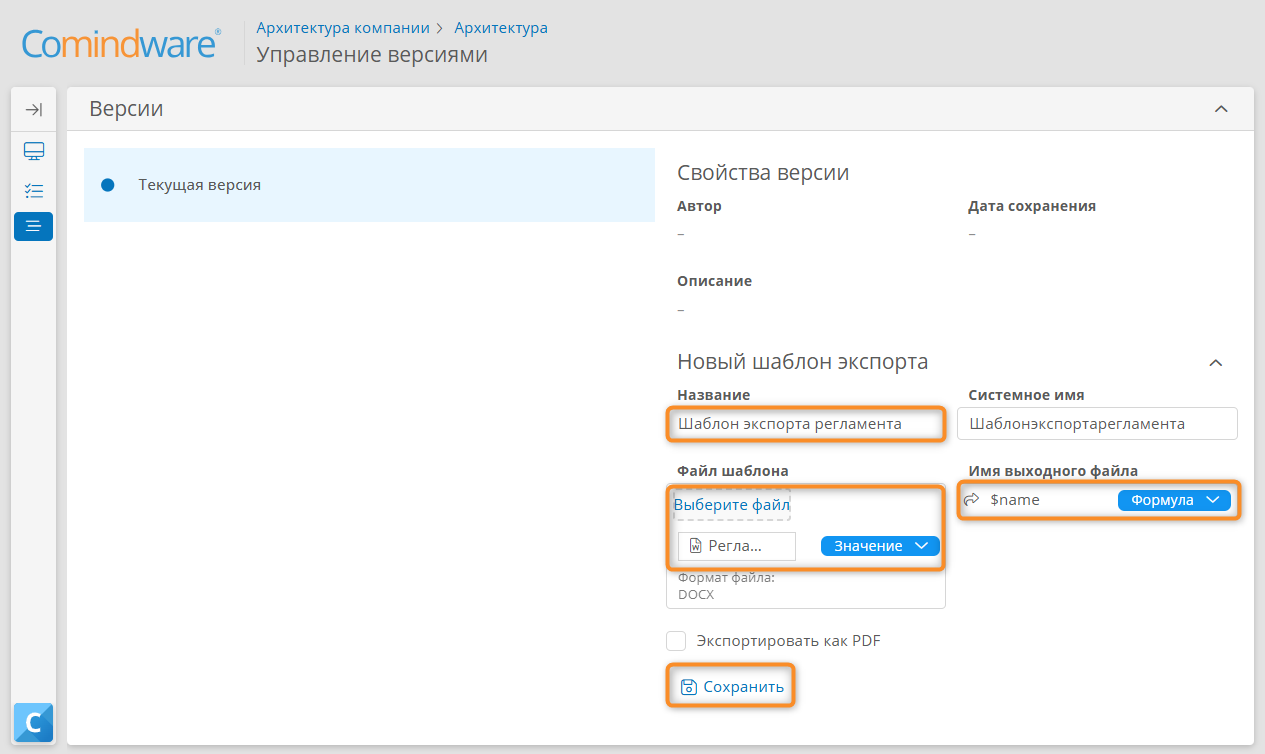 Comindware®
Архитектура компании > Архитектура
Управление версиями
Версии
Текущая версия
Свойства версии
Автор
Дата сохранения
–
–
Описание
–
Новый шаблон экспорта
Название
Системное имя
Шаблон экспорта регламента
Шаблонэкспортарегламента
Файл шаблона
Имя выходного файла
Выберите файл
$name
Формула
Регла...
Значение
Формат файла:
DOCX
Экспортировать как PDF
Сохранить
C